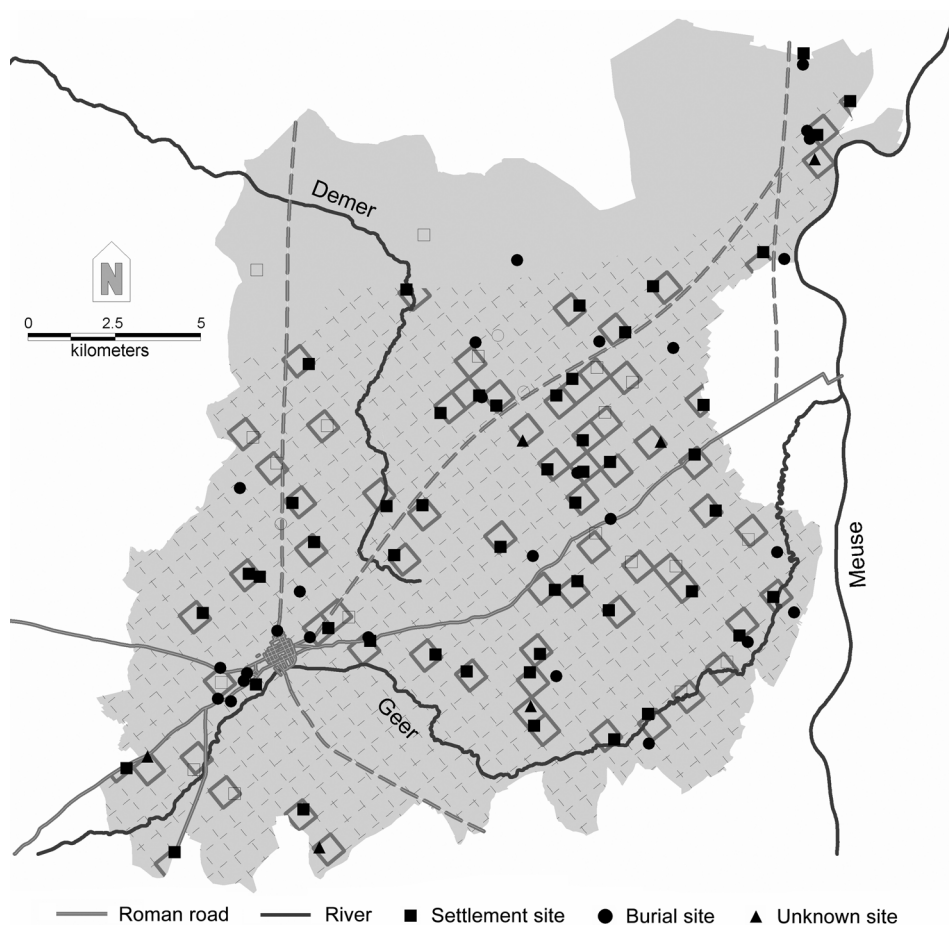 Demer
N
0 2.5 5
kilometers
Meuse
Geer
Roman road River Settlement site Burial site Unknown site